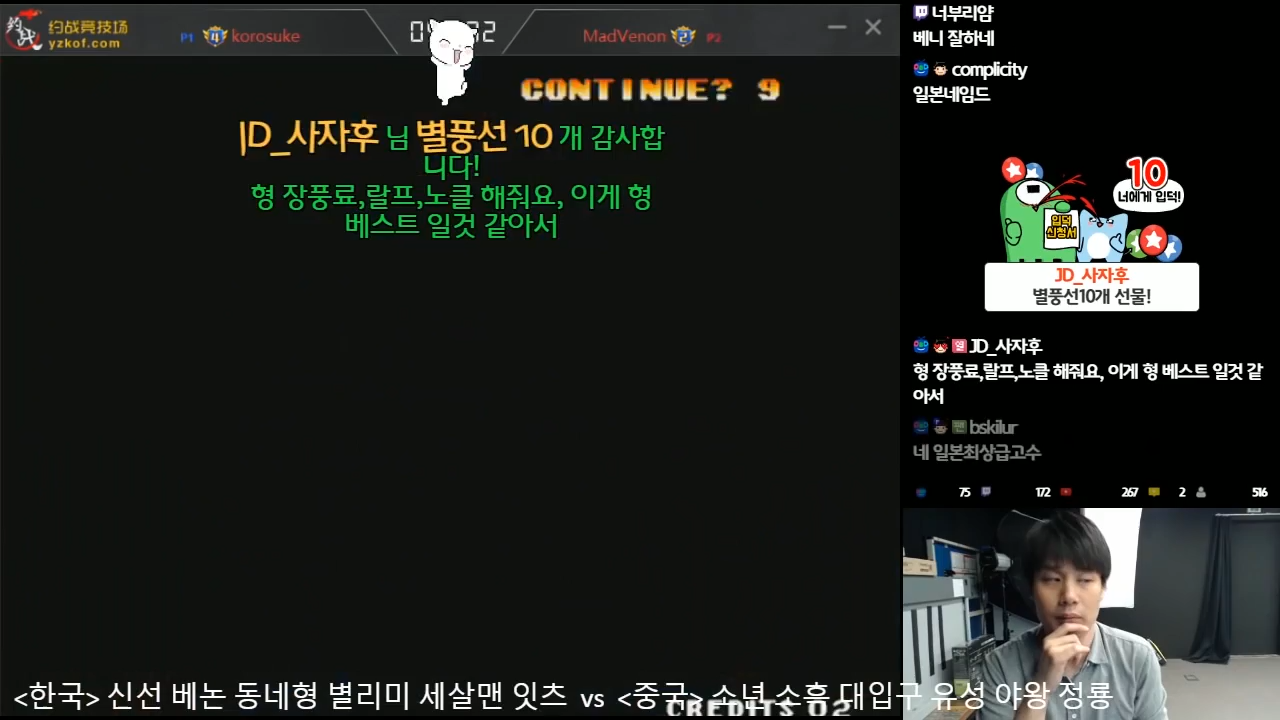 约战竞技场
yzkof.com
P1 4 korosuke
MadVenon 2 P2
CONTINUE? 9
JD_사자후 님 별풍선 10 개 감사합
니다!
형 장풍료,랄프,노클 해줘요, 이게 형
베스트 일것 같아서
너부리얌
베니 잘하네
complicity
일본네임드
10
너에게 입덕!
입덕
신청서
JD_사자후
별풍선10개 선물!
열 JD_사자후
형 장풍료,랄프,노클 해줘요, 이게 형 베스트 일것 같
아서
bskilur
네 일본최상급고수
75 172 267 2 516
<한국> 신선 베논 동네형 별리미 세살맨 잇츠 vs <중국> 소년 소휴 대입구 유성 야왕 정룡
CREDITS 02